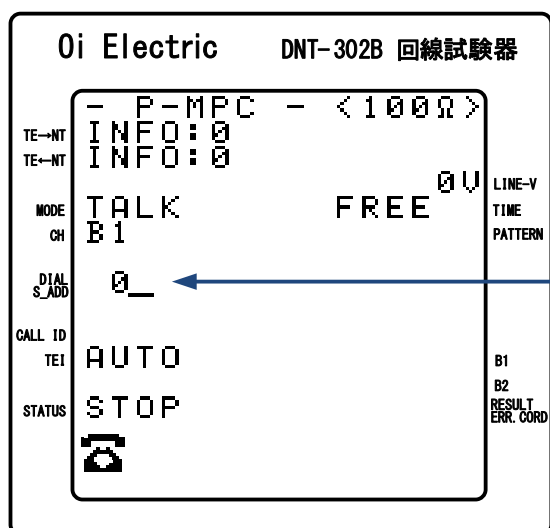 Oi Electric DNT-302B 回線試験器
- P-MPC - <100Ω>
TE→NT INFO:0
TE←NT INFO:0
0V LINE-V
MODE TALK FREE TIME
CH B1 PATTERN
DIAL
S_ADD 0_
CALL ID
TEI AUTO B1
B2
STATUS STOP RESULT
ERR. CORD